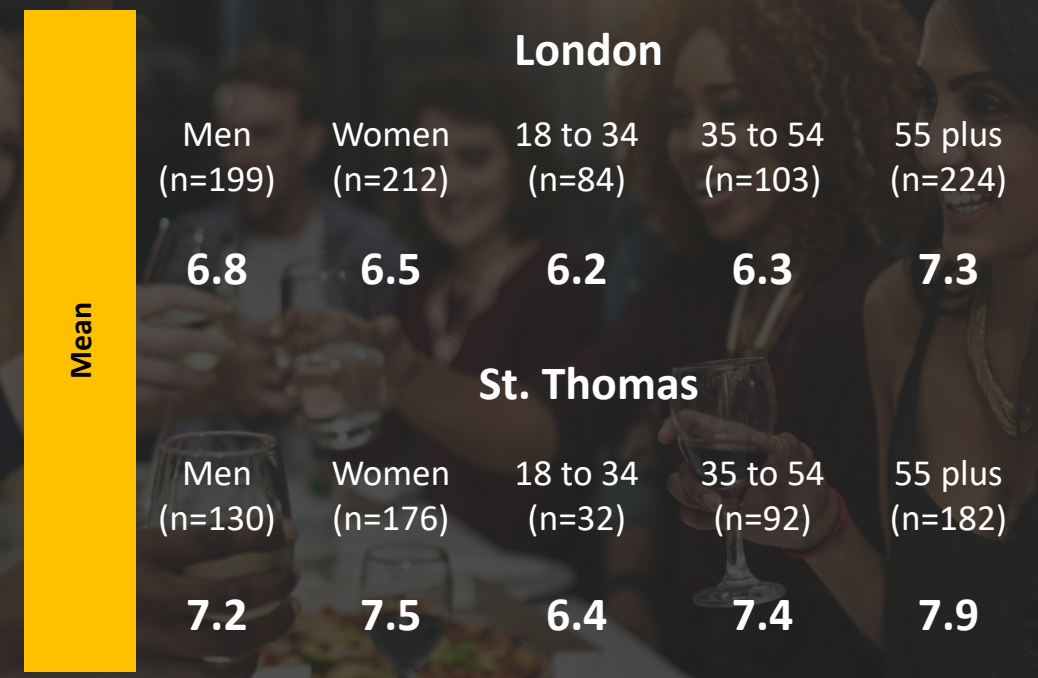 London
Men Women 18 to 34 35 to 54 55 plus
(n=199) (n=212) (n=84) (n=103) (n=224)
6.8 6.5 6.2 6.3 7.3
Mean
St. Thomas
Men Women 18 to 34 35 to 54 55 plus
(n=130) (n=176) (n=32) (n=92) (n=182)
7.2 7.5 6.4 7.4 7.9